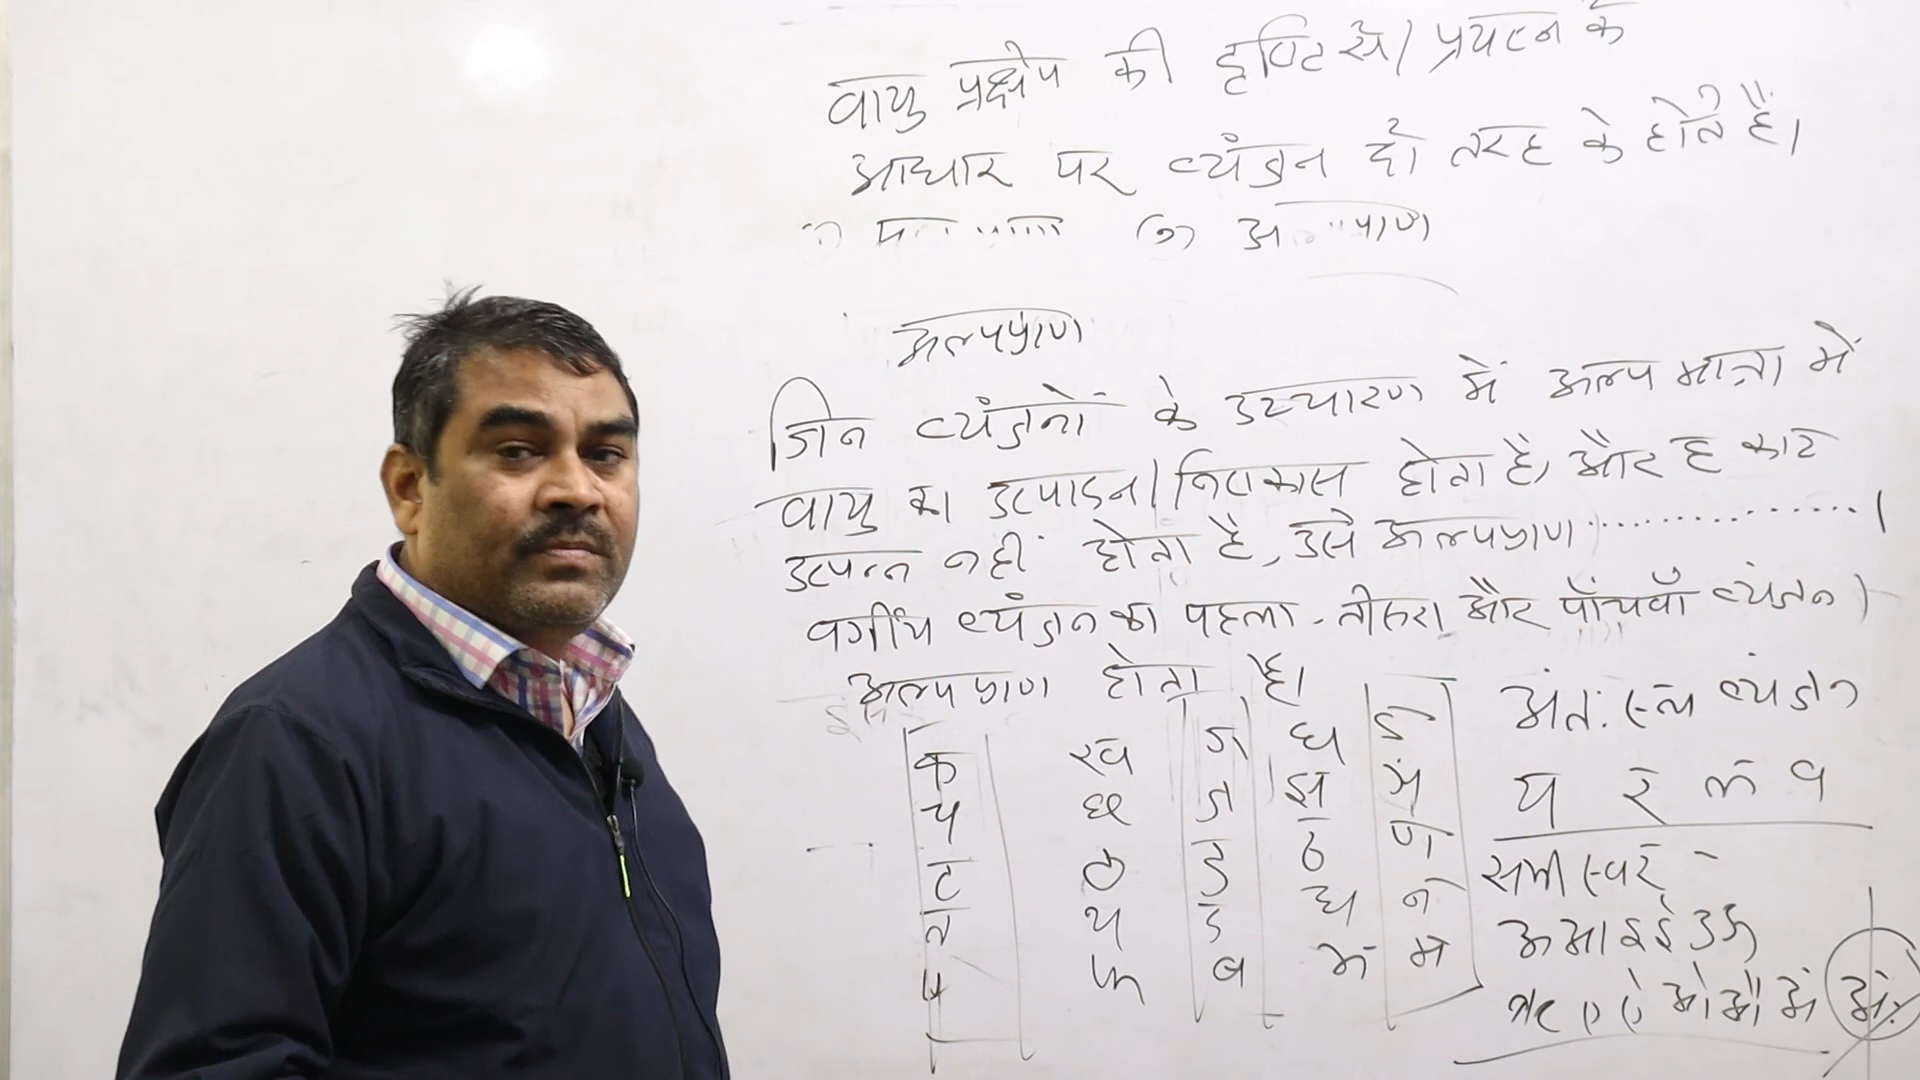 वायु प्रक्षेप की दृष्टि से / प्रयत्न के
आधार पर व्यंजन दो तरह के होते हैं।
अल्पप्राण
जिन व्यंजनों के उच्चारण में अल्प मात्रा में
वायु का उत्पादन / निष्कास होता है, और ह कार
उत्पन्न नहीं होता है, उसे अल्पप्राण ..............।
वर्गीय व्यंजन का पहला - तीसरा और पाँचवाँ व्यंजन
अल्पप्राण होता है।
क ख ग घ ङ
च छ ज झ ञ
ट ठ ड ढ ण
त थ द ध न
प फ ब भ म
अंतःस्थ व्यंजन
य र ल व
सभी स्वर -
अ आ इ ई उ ऊ
ऋ ए ऐ ओ औ अं अः